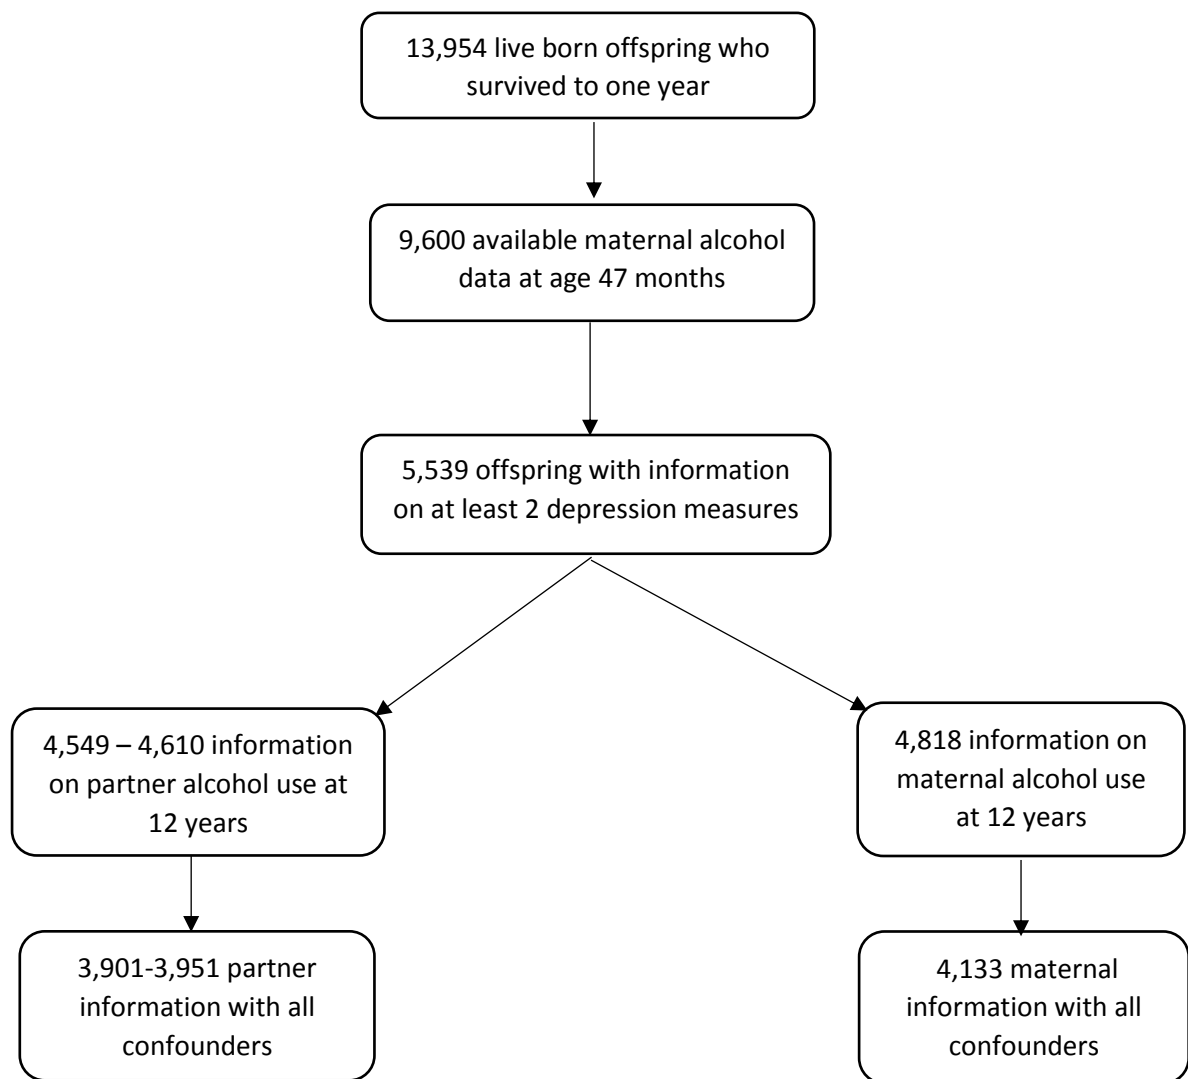 13,954 live born offspring who
survived to one year
9,600 available maternal alcohol
data at age 47 months
5,539 offspring with information
on at least 2 depression measures
4,549 – 4,610 information
on partner alcohol use at
12 years
4,818 information on
maternal alcohol use
at 12 years
3,901-3,951 partner
information with all
confounders
4,133 maternal
information with all
confounders